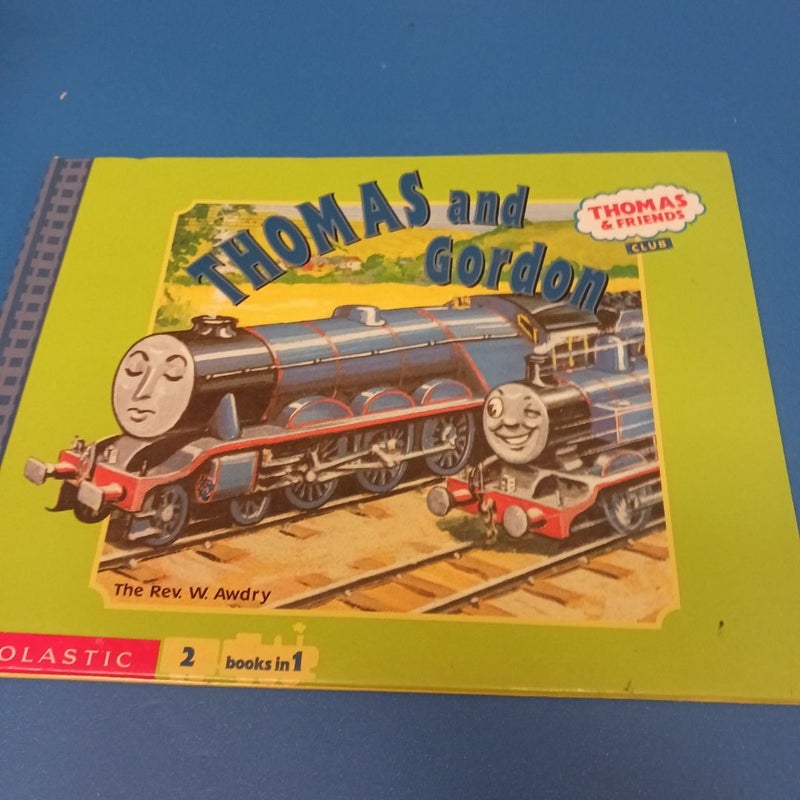 THOMAS and
Gordon
THOMAS
& FRIENDS
CLUB
The Rev. W. Awdry
OLASTIC
2 books in 1